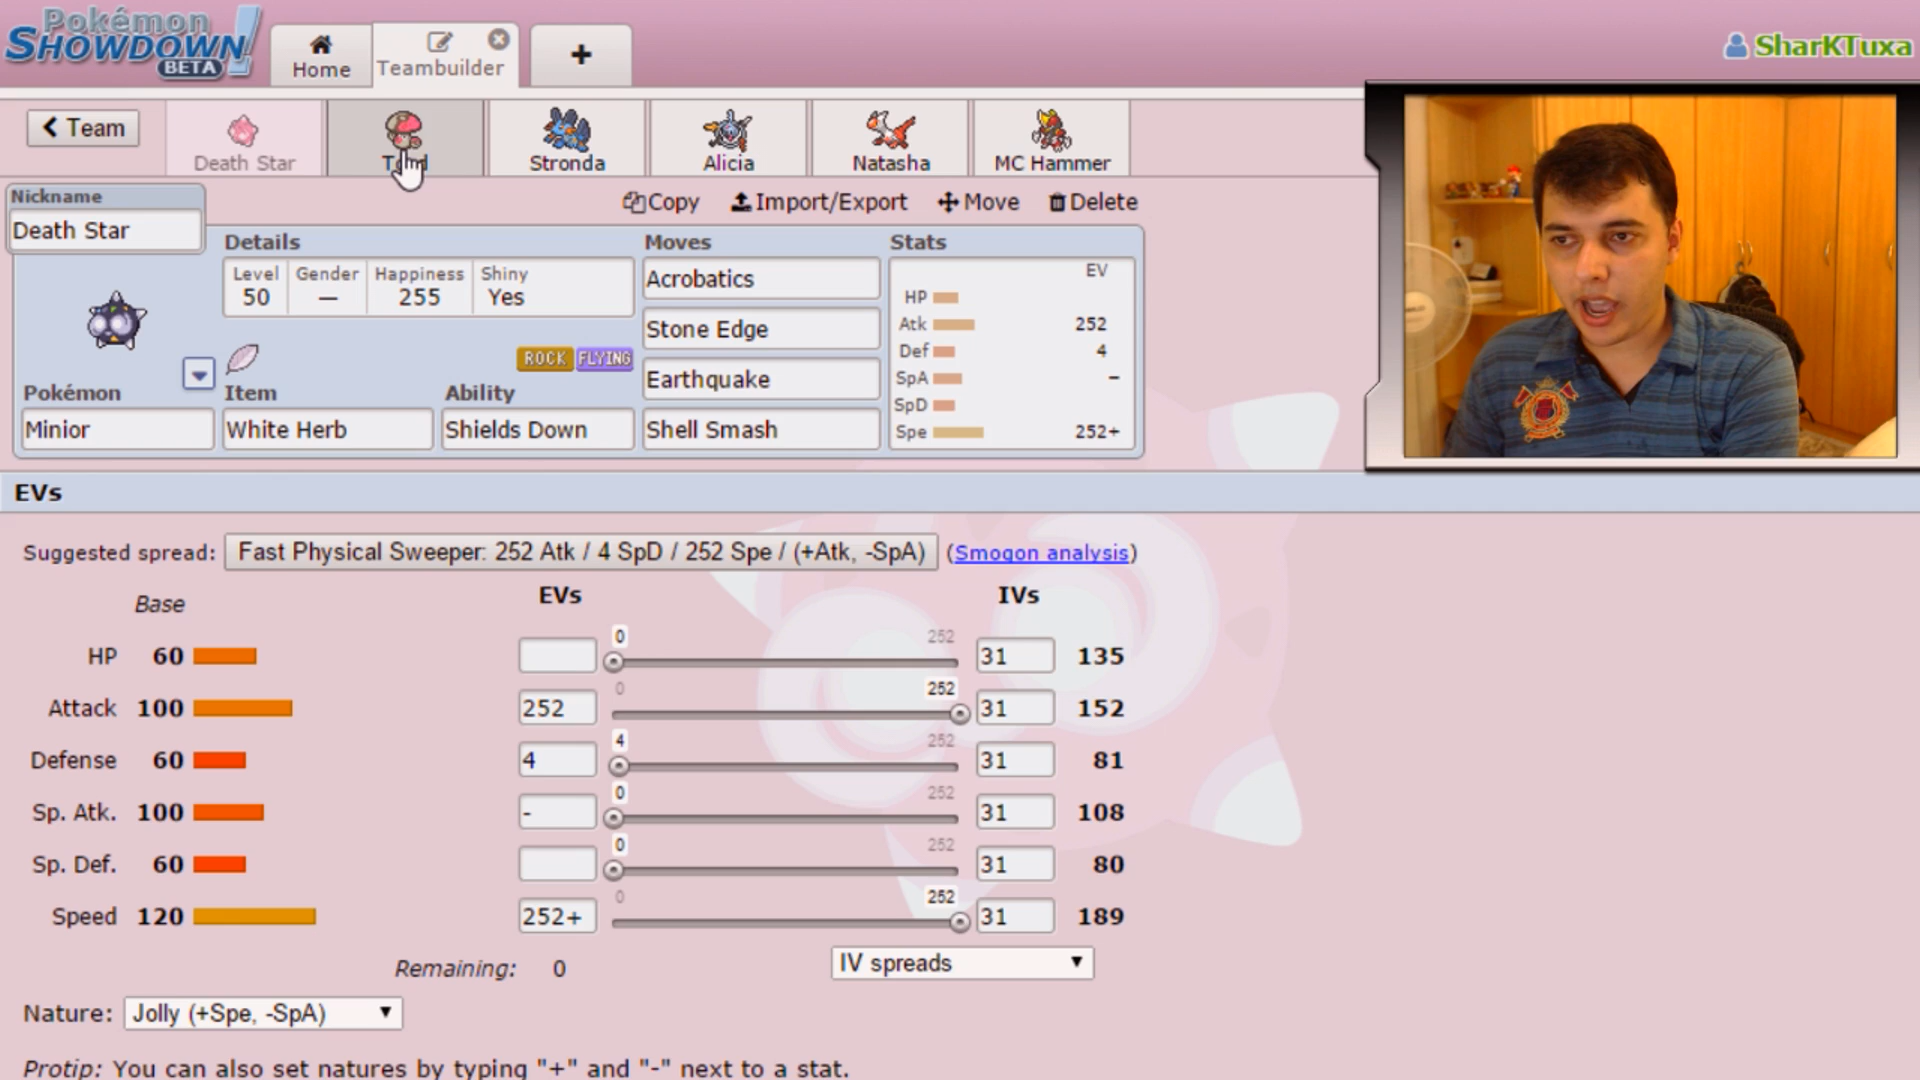 Pokémon
SHOWDOWN!
BETA
Home
Teambuilder
+
SharKTuxa
Team
Death Star
Stronda
Alicia
Natasha
MC Hammer
Nickname
Death Star
Copy Import/Export Move Delete
Details
Level Gender Happiness Shiny
50 — 255 Yes
ROCK FLYING
Pokémon
Minior
Item
White Herb
Ability
Shields Down
Moves
Acrobatics
Stone Edge
Earthquake
Shell Smash
Stats
EV
HP
Atk 252
Def 4
SpA −
SpD
Spe 252+
EVs
Suggested spread: Fast Physical Sweeper: 252 Atk / 4 SpD / 252 Spe / (+Atk, -SpA) (Smogon analysis)
Base EVs IVs
0 252
HP 60 31 135
0 252
Attack 100 252 31 152
4 252
Defense 60 4 31 81
0 252
Sp. Atk. 100 - 31 108
0 252
Sp. Def. 60 31 80
0 252
Speed 120 252+ 31 189
Remaining: 0 IV spreads
Nature: Jolly (+Spe, -SpA)
Protip: You can also set natures by typing "+" and "-" next to a stat.